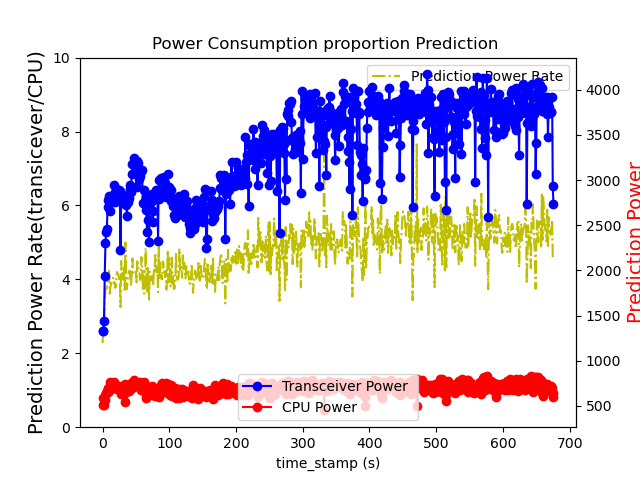 Power Consumption proportion Prediction
Prediction Power Rate
Prediction Power Rate(transicever/CPU)
10
8
6
4
2
0
4000
3500
3000
2500
2000
1500
1000
500
Prediction Power
Transceiver Power
CPU Power
0 100 200 300 400 500 600 700
time_stamp (s)